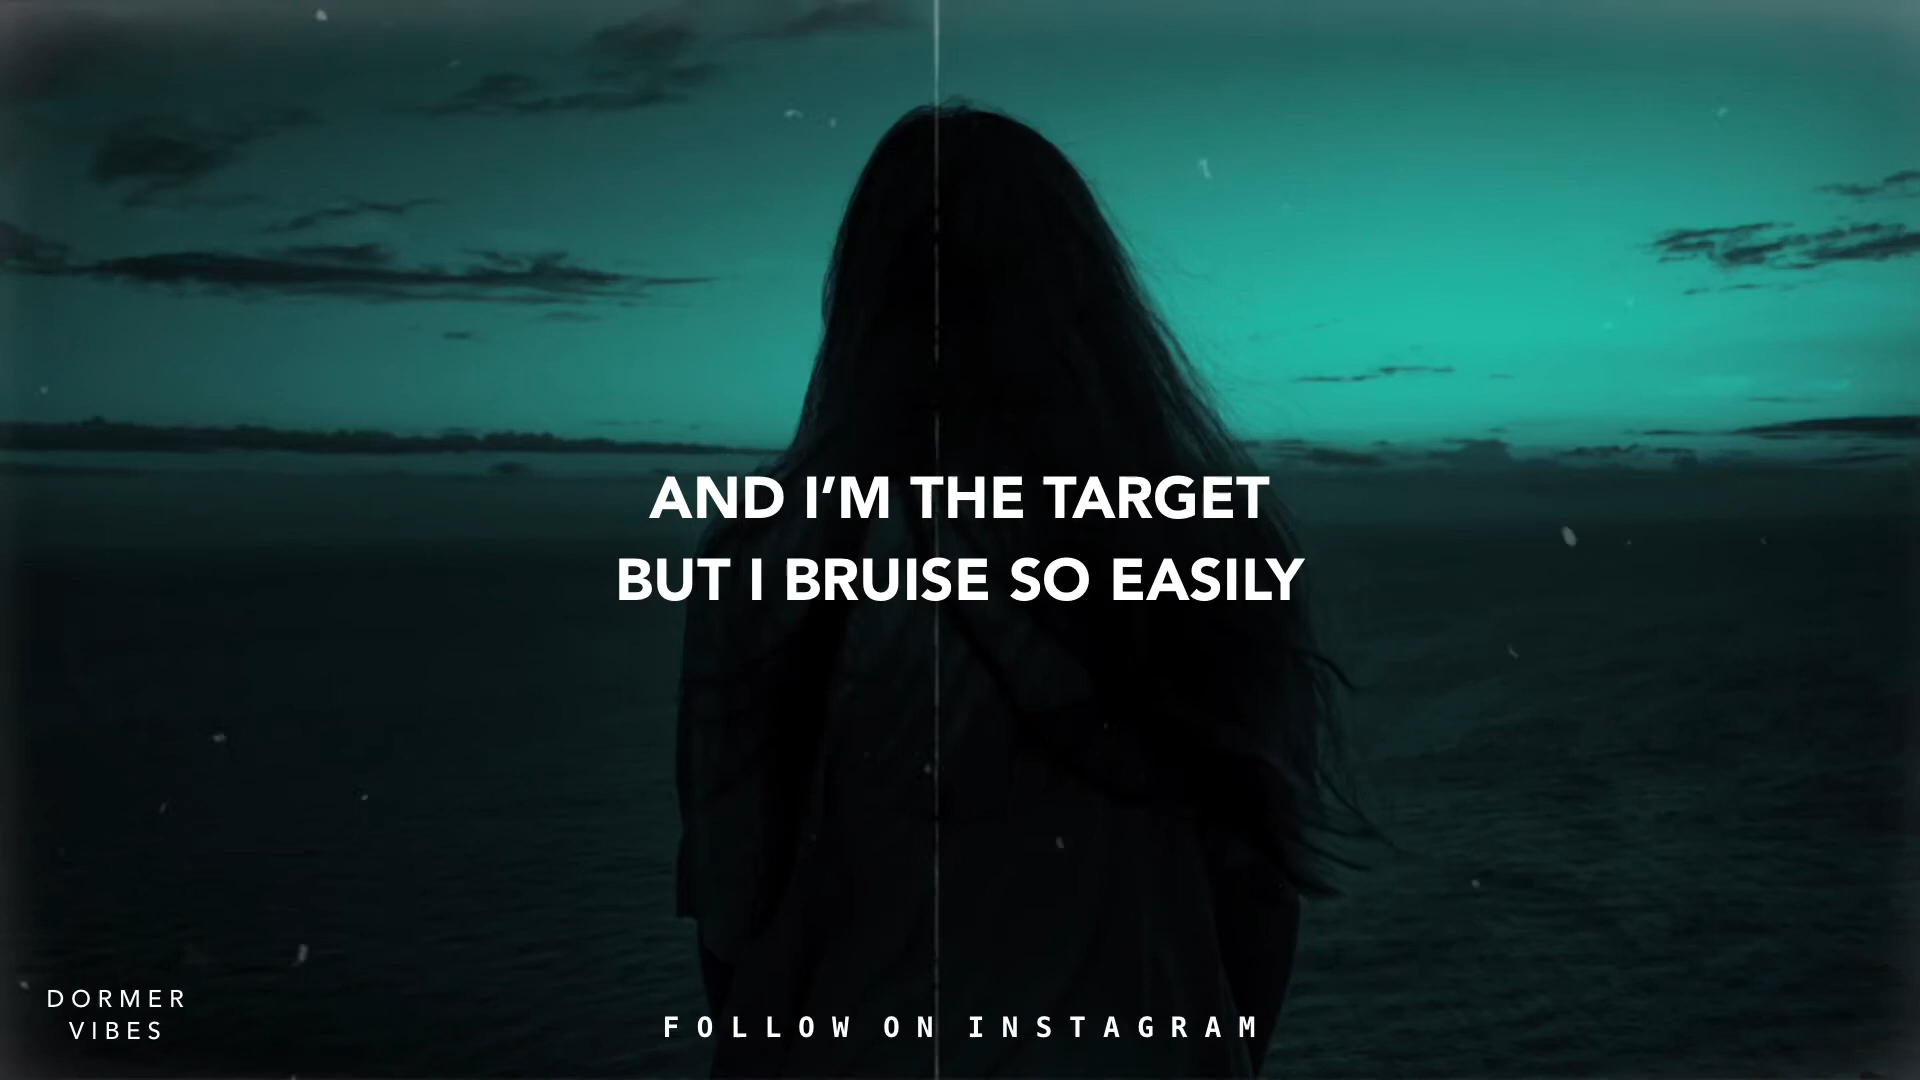 AND I’M THE TARGET
BUT I BRUISE SO EASILY
DORMER
VIBES
FOLLOW ON INSTAGRAM